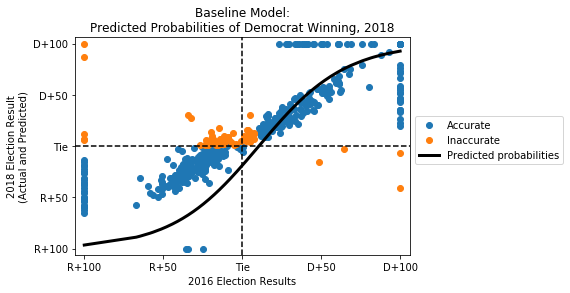 Baseline Model:
Predicted Probabilities of Democrat Winning, 2018
D+100
D+50
Tie
R+50
R+100
2018 Election Result
(Actual and Predicted)
R+100
R+50
Tie
D+50
D+100
2016 Election Results
Accurate
Inaccurate
Predicted probabilities